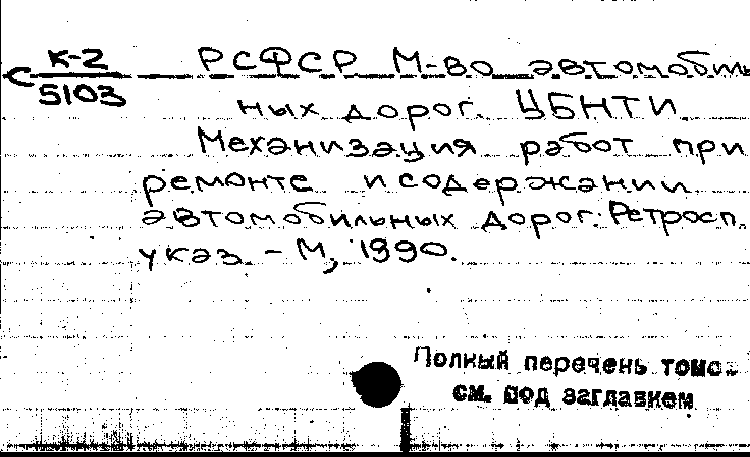 К-2 РСФСР М-во автомобиль
С 5103
ных дорог. ЦБНТИ.
Механизация работ при
ремонте и содержании
автомобильных дорог: Ретросп.
указ. - М, 1990.
Полный перечень томо
см. под заглавием